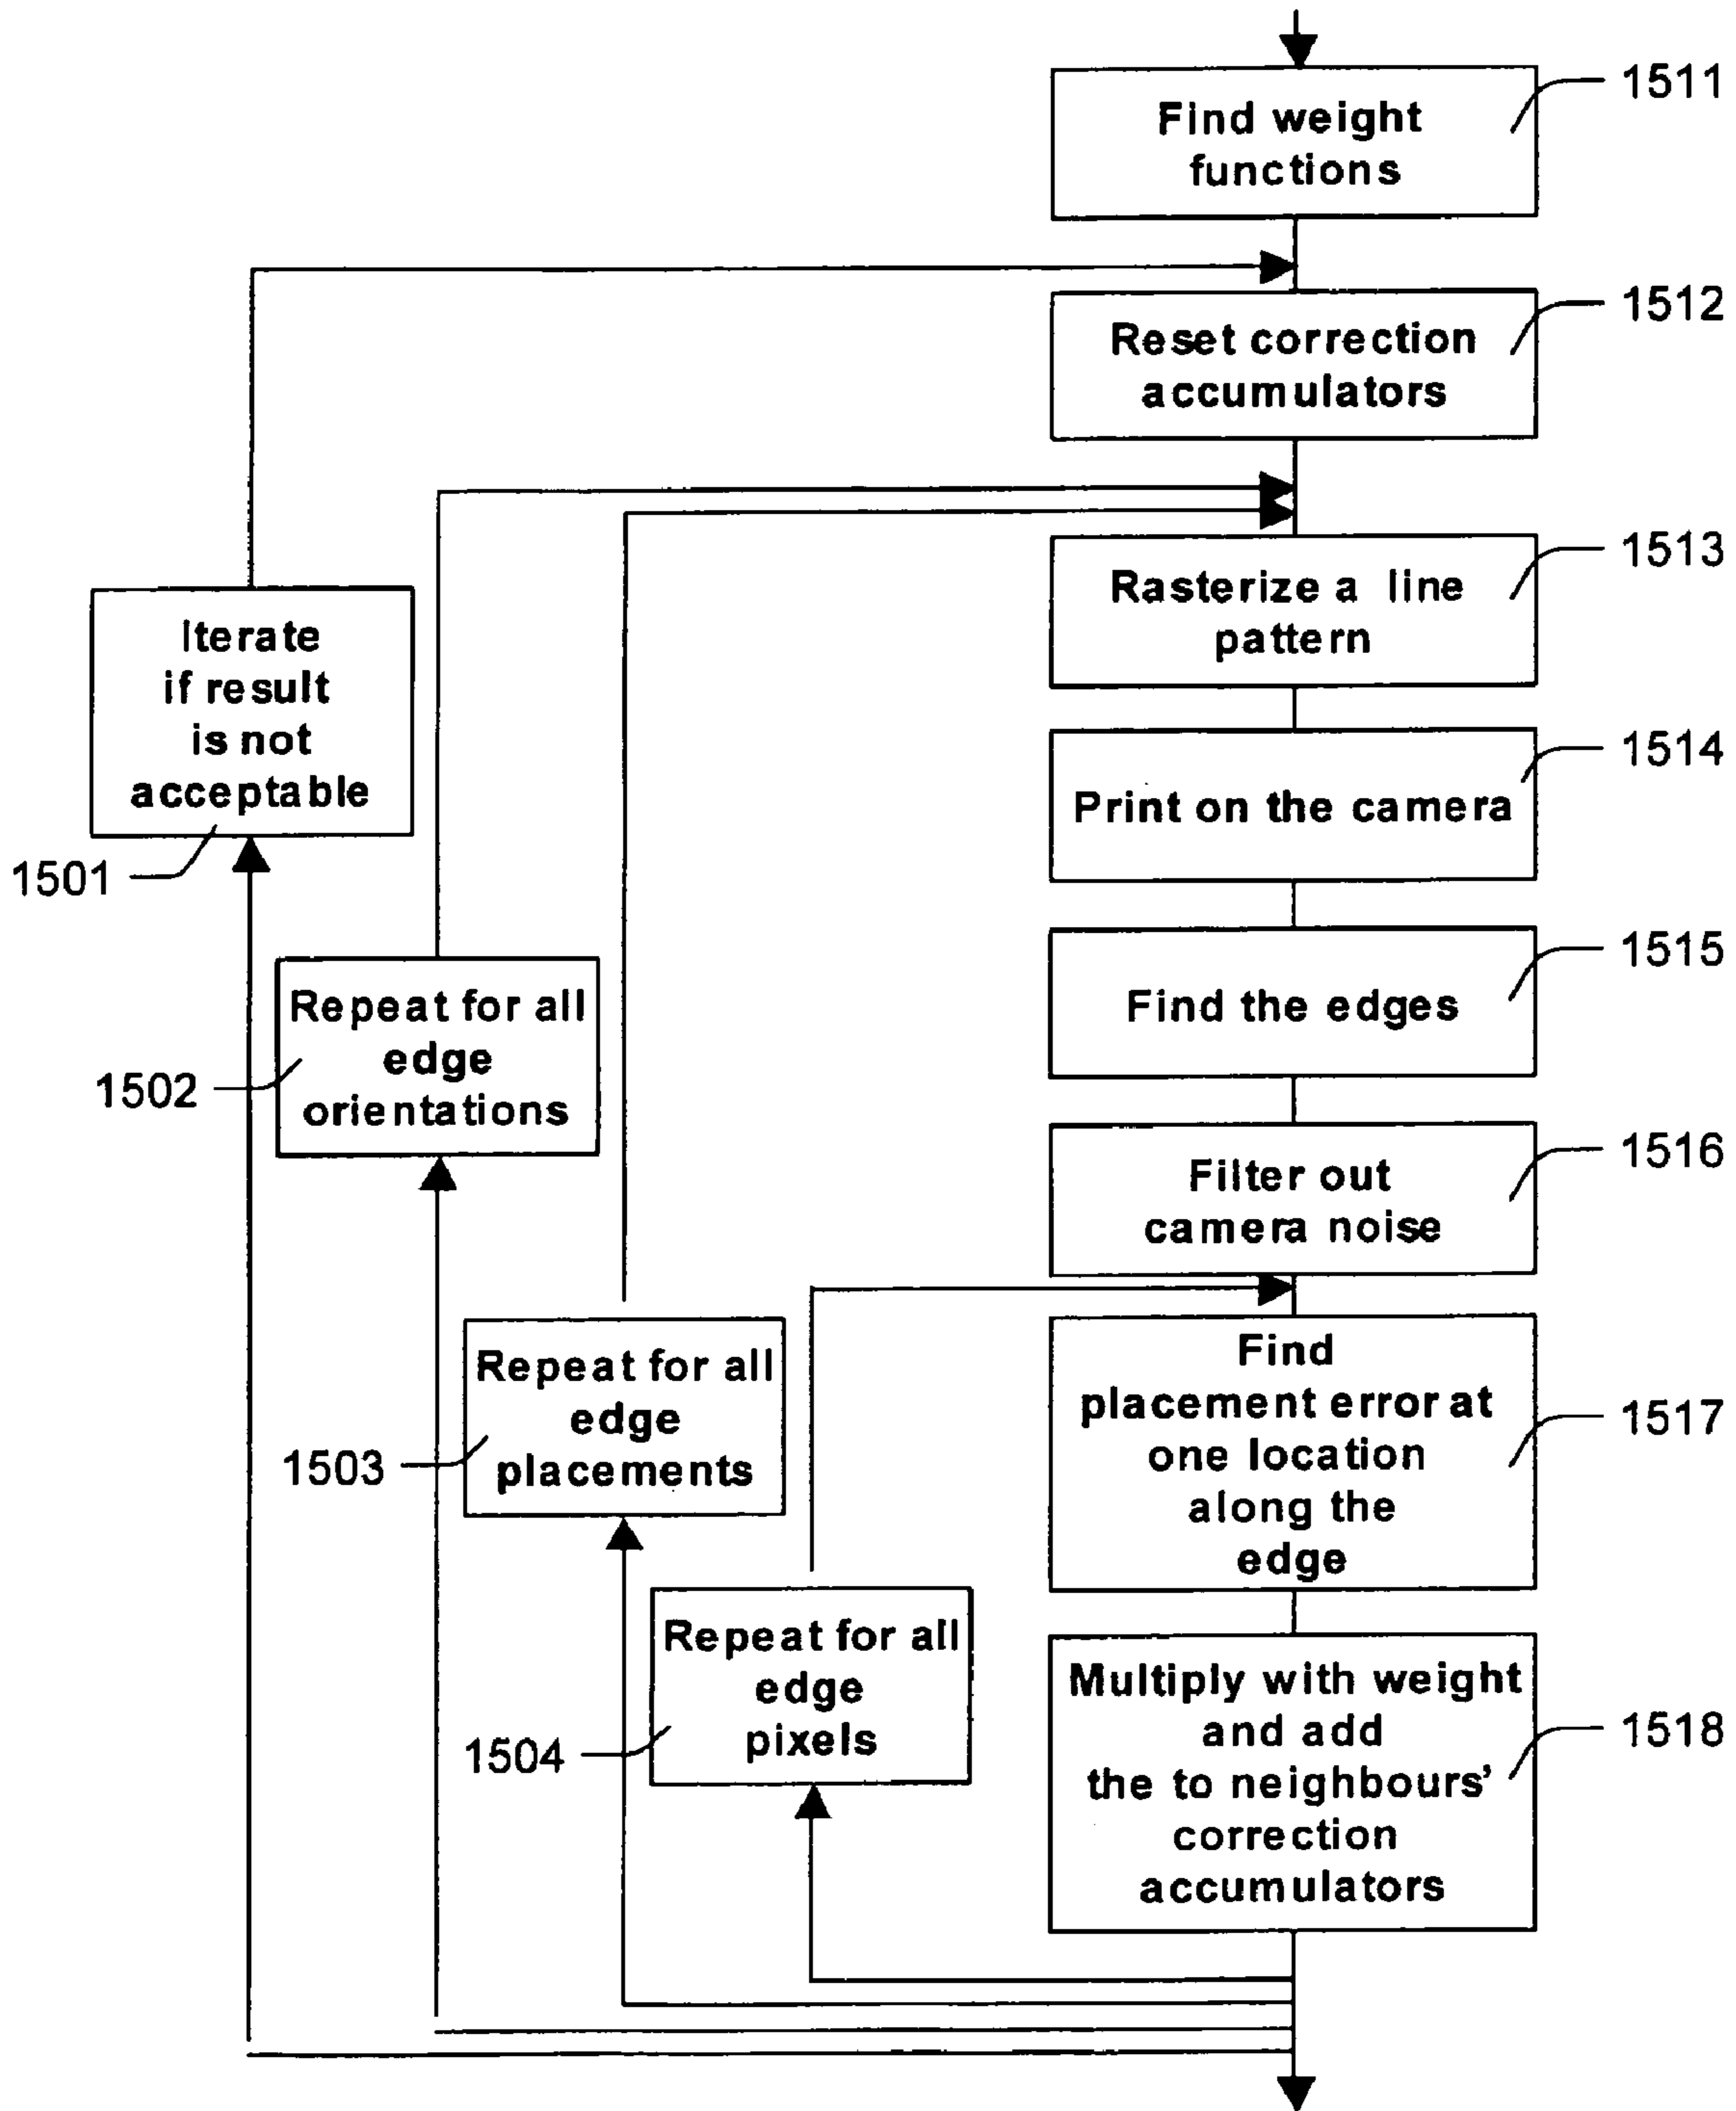 1511
Find weight
functions
1512
Reset correction
accumulators
1513
Rasterize a line
pattern
Iterate
if result
is not
acceptable
1501
1514
Print on the camera
1515
Find the edges
Repeat for all
edge
orientations
1502
1516
Filter out
camera noise
Repeat for all
edge
placements
1503
Find
placement error at
one location
along the
edge
1517
Repeat for all
edge
pixels
1504
Multiply with weight
and add
the to neighbours’
correction
accumulators
1518